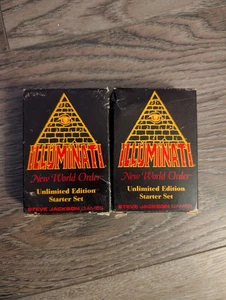 ILLUMINATI
New World Order
Unlimited Edition
Starter Set
STEVE JACKSON GAMES
ILLUMINATI
New World Order
Unlimited Edition
Starter Set
STEVE JACKSON GAMES